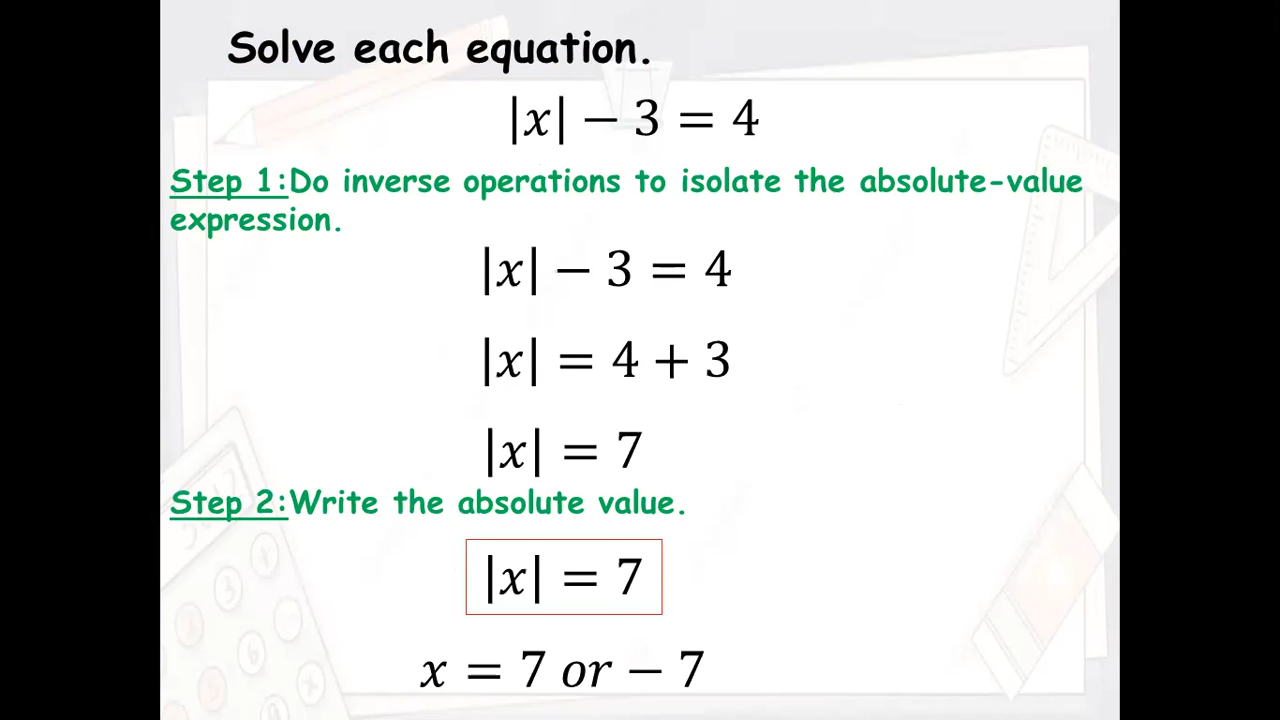 Solve each equation.
|x| − 3 = 4
Step 1:Do inverse operations to isolate the absolute-value
expression.
|x| − 3 = 4
|x| = 4 + 3
|x| = 7
Step 2:Write the absolute value.
|x| = 7
x = 7 or − 7